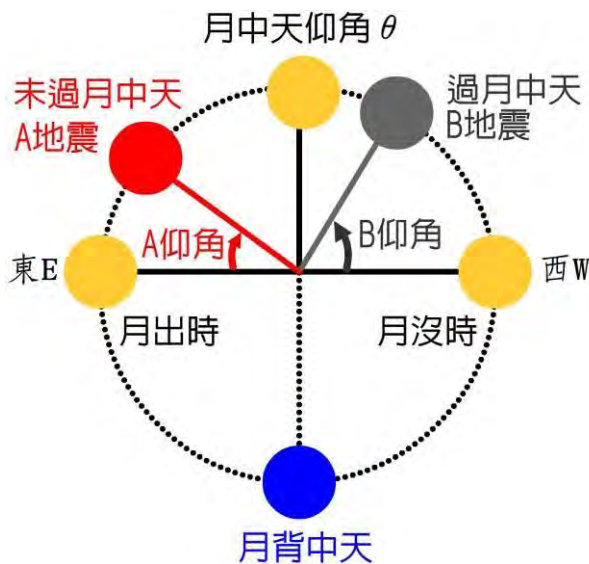 月中天仰角 θ
未過月中天
A地震
過月中天
B地震
A仰角
B仰角
東E
西W
月出時
月沒時
月背中天